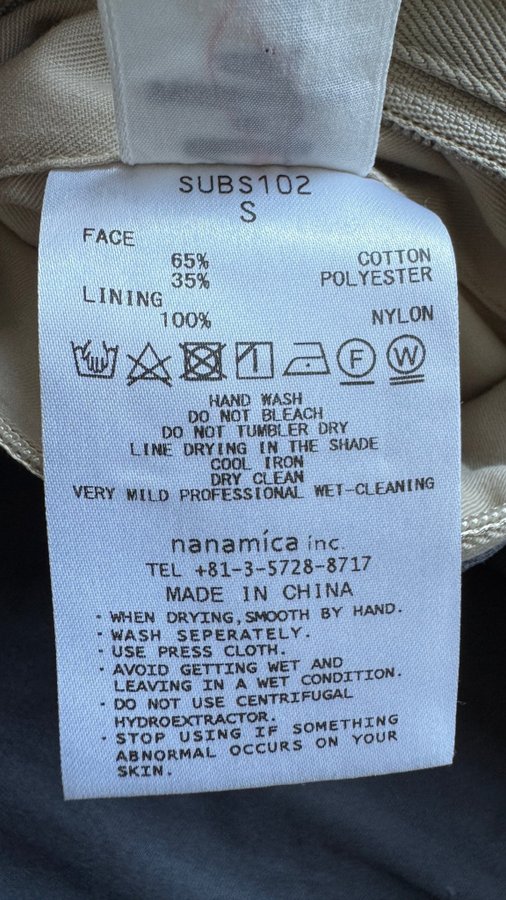 SUBS102
S
FACE
65% COTTON
35% POLYESTER
LINING
100% NYLON
F W
HAND WASH
DO NOT BLEACH
DO NOT TUMBLER DRY
LINE DRYING IN THE SHADE
COOL IRON
DRY CLEAN
VERY MILD PROFESSIONAL WET-CLEANING
nanamica inc.
TEL +81-3-5728-8717
MADE IN CHINA
・WHEN DRYING,SMOOTH BY HAND.
・WASH SEPERATELY.
・USE PRESS CLOTH.
・AVOID GETTING WET AND
LEAVING IN A WET CONDITION.
・DO NOT USE CENTRIFUGAL
HYDROEXTRACTOR.
・STOP USING IF SOMETHING
ABNORMAL OCCURS ON YOUR
SKIN.